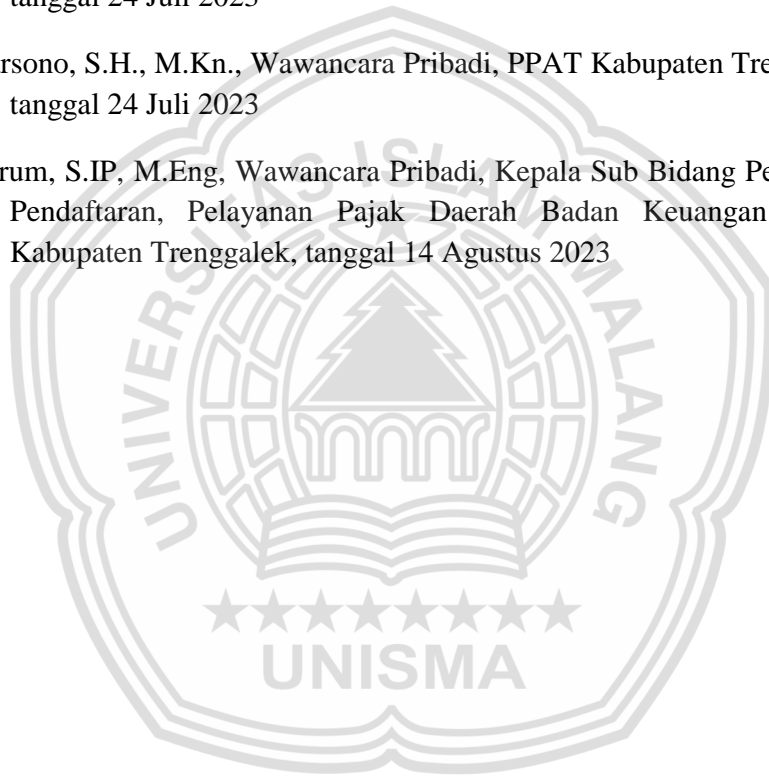 tanggal 24 Juli 2023
rsono, S.H., M.Kn., Wawancara Pribadi, PPAT Kabupaten Tre
tanggal 24 Juli 2023
rum, S.IP, M.Eng, Wawancara Pribadi, Kepala Sub Bidang Pe
Pendaftaran, Pelayanan Pajak Daerah Badan Keuangan
Kabupaten Trenggalek, tanggal 14 Agustus 2023
UNIVERSITAS ISLAM MALANG
UNISMA